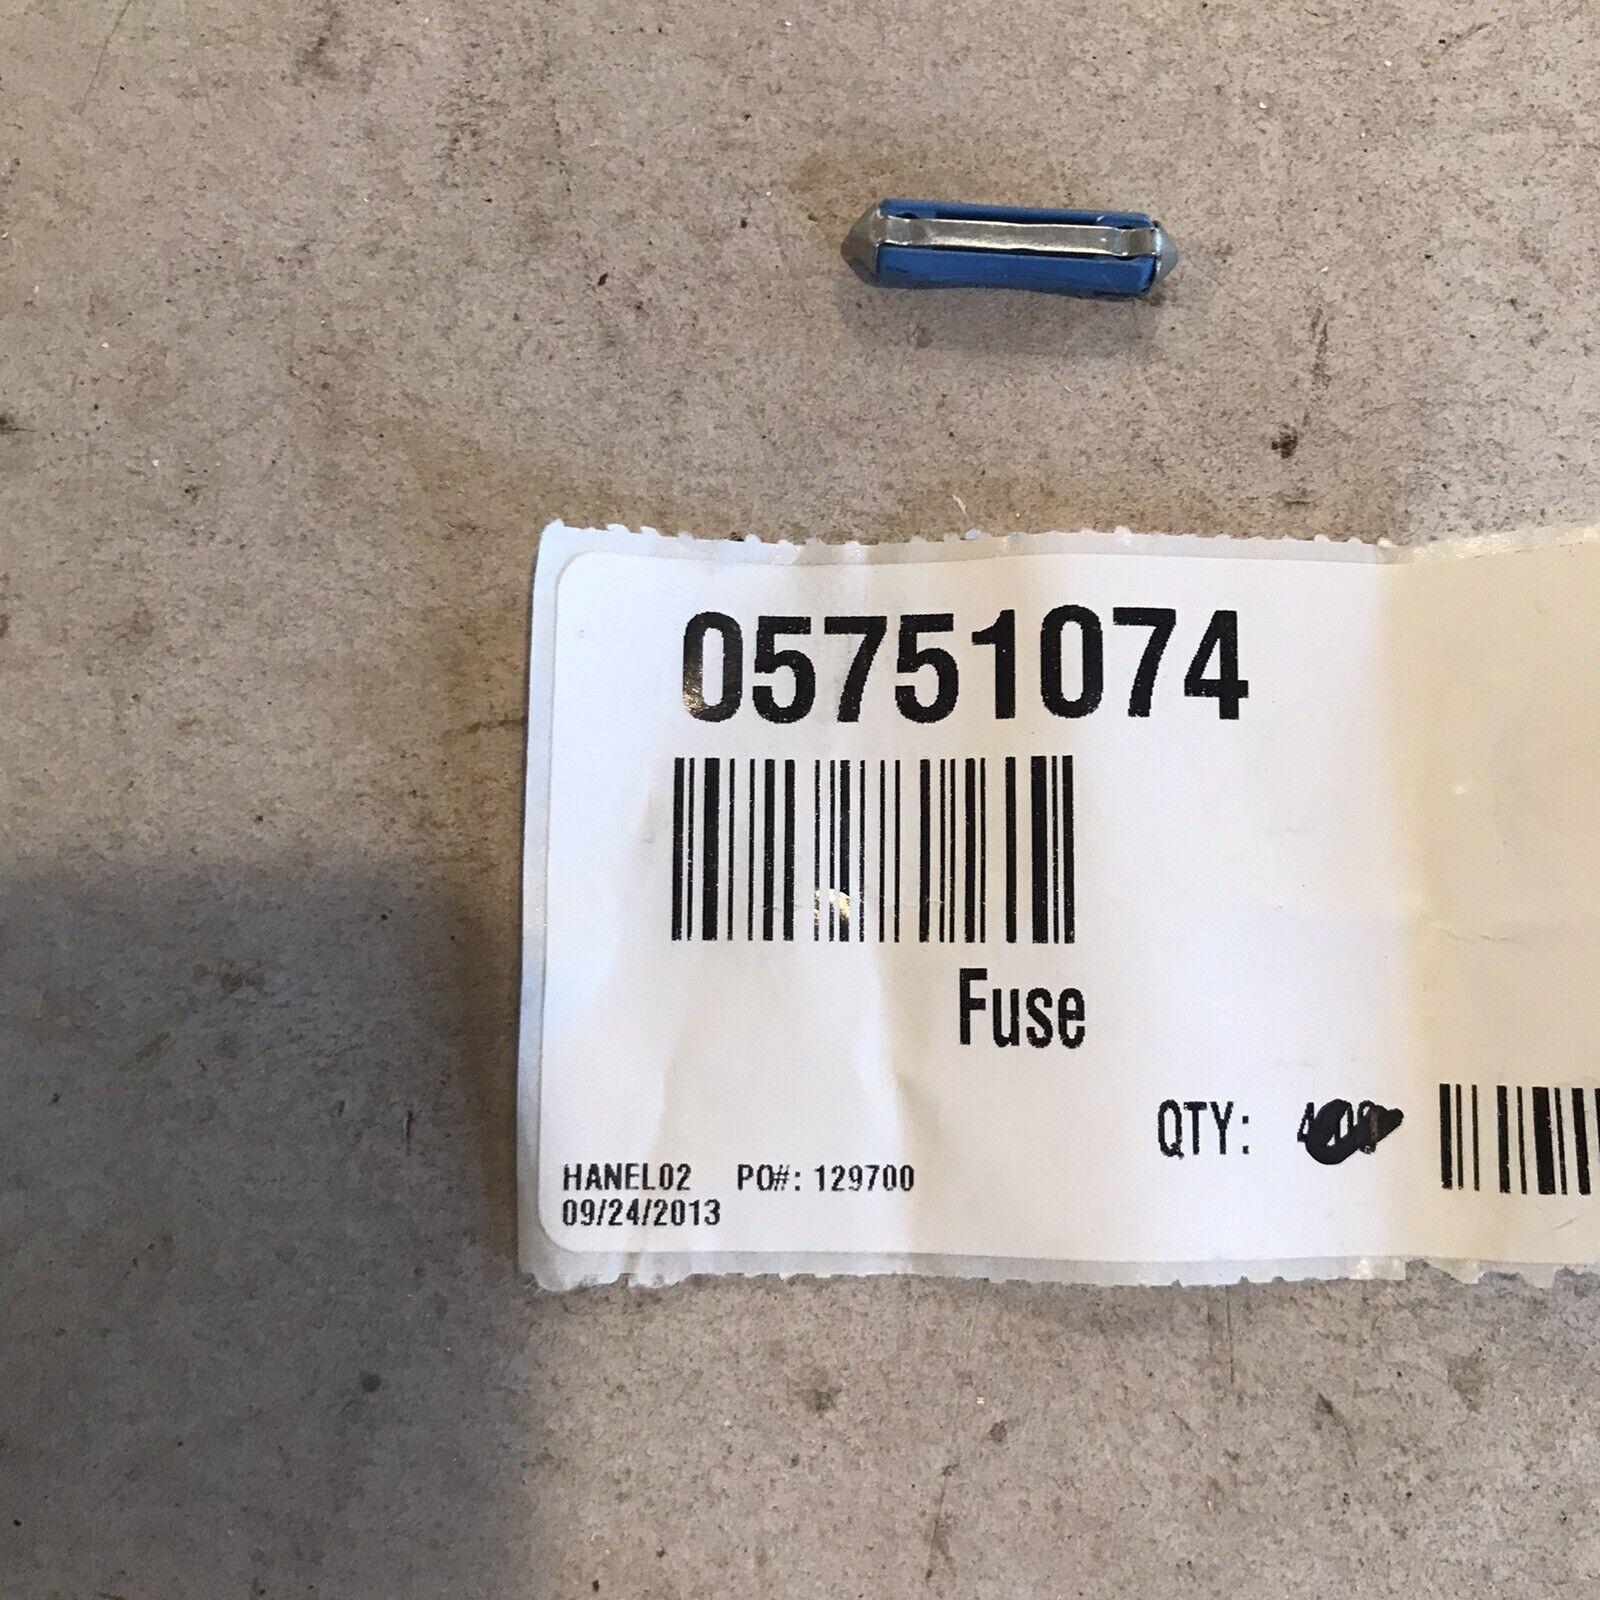 05751074
Fuse
QTY:
HANEL02 PO#: 129700
09/24/2013